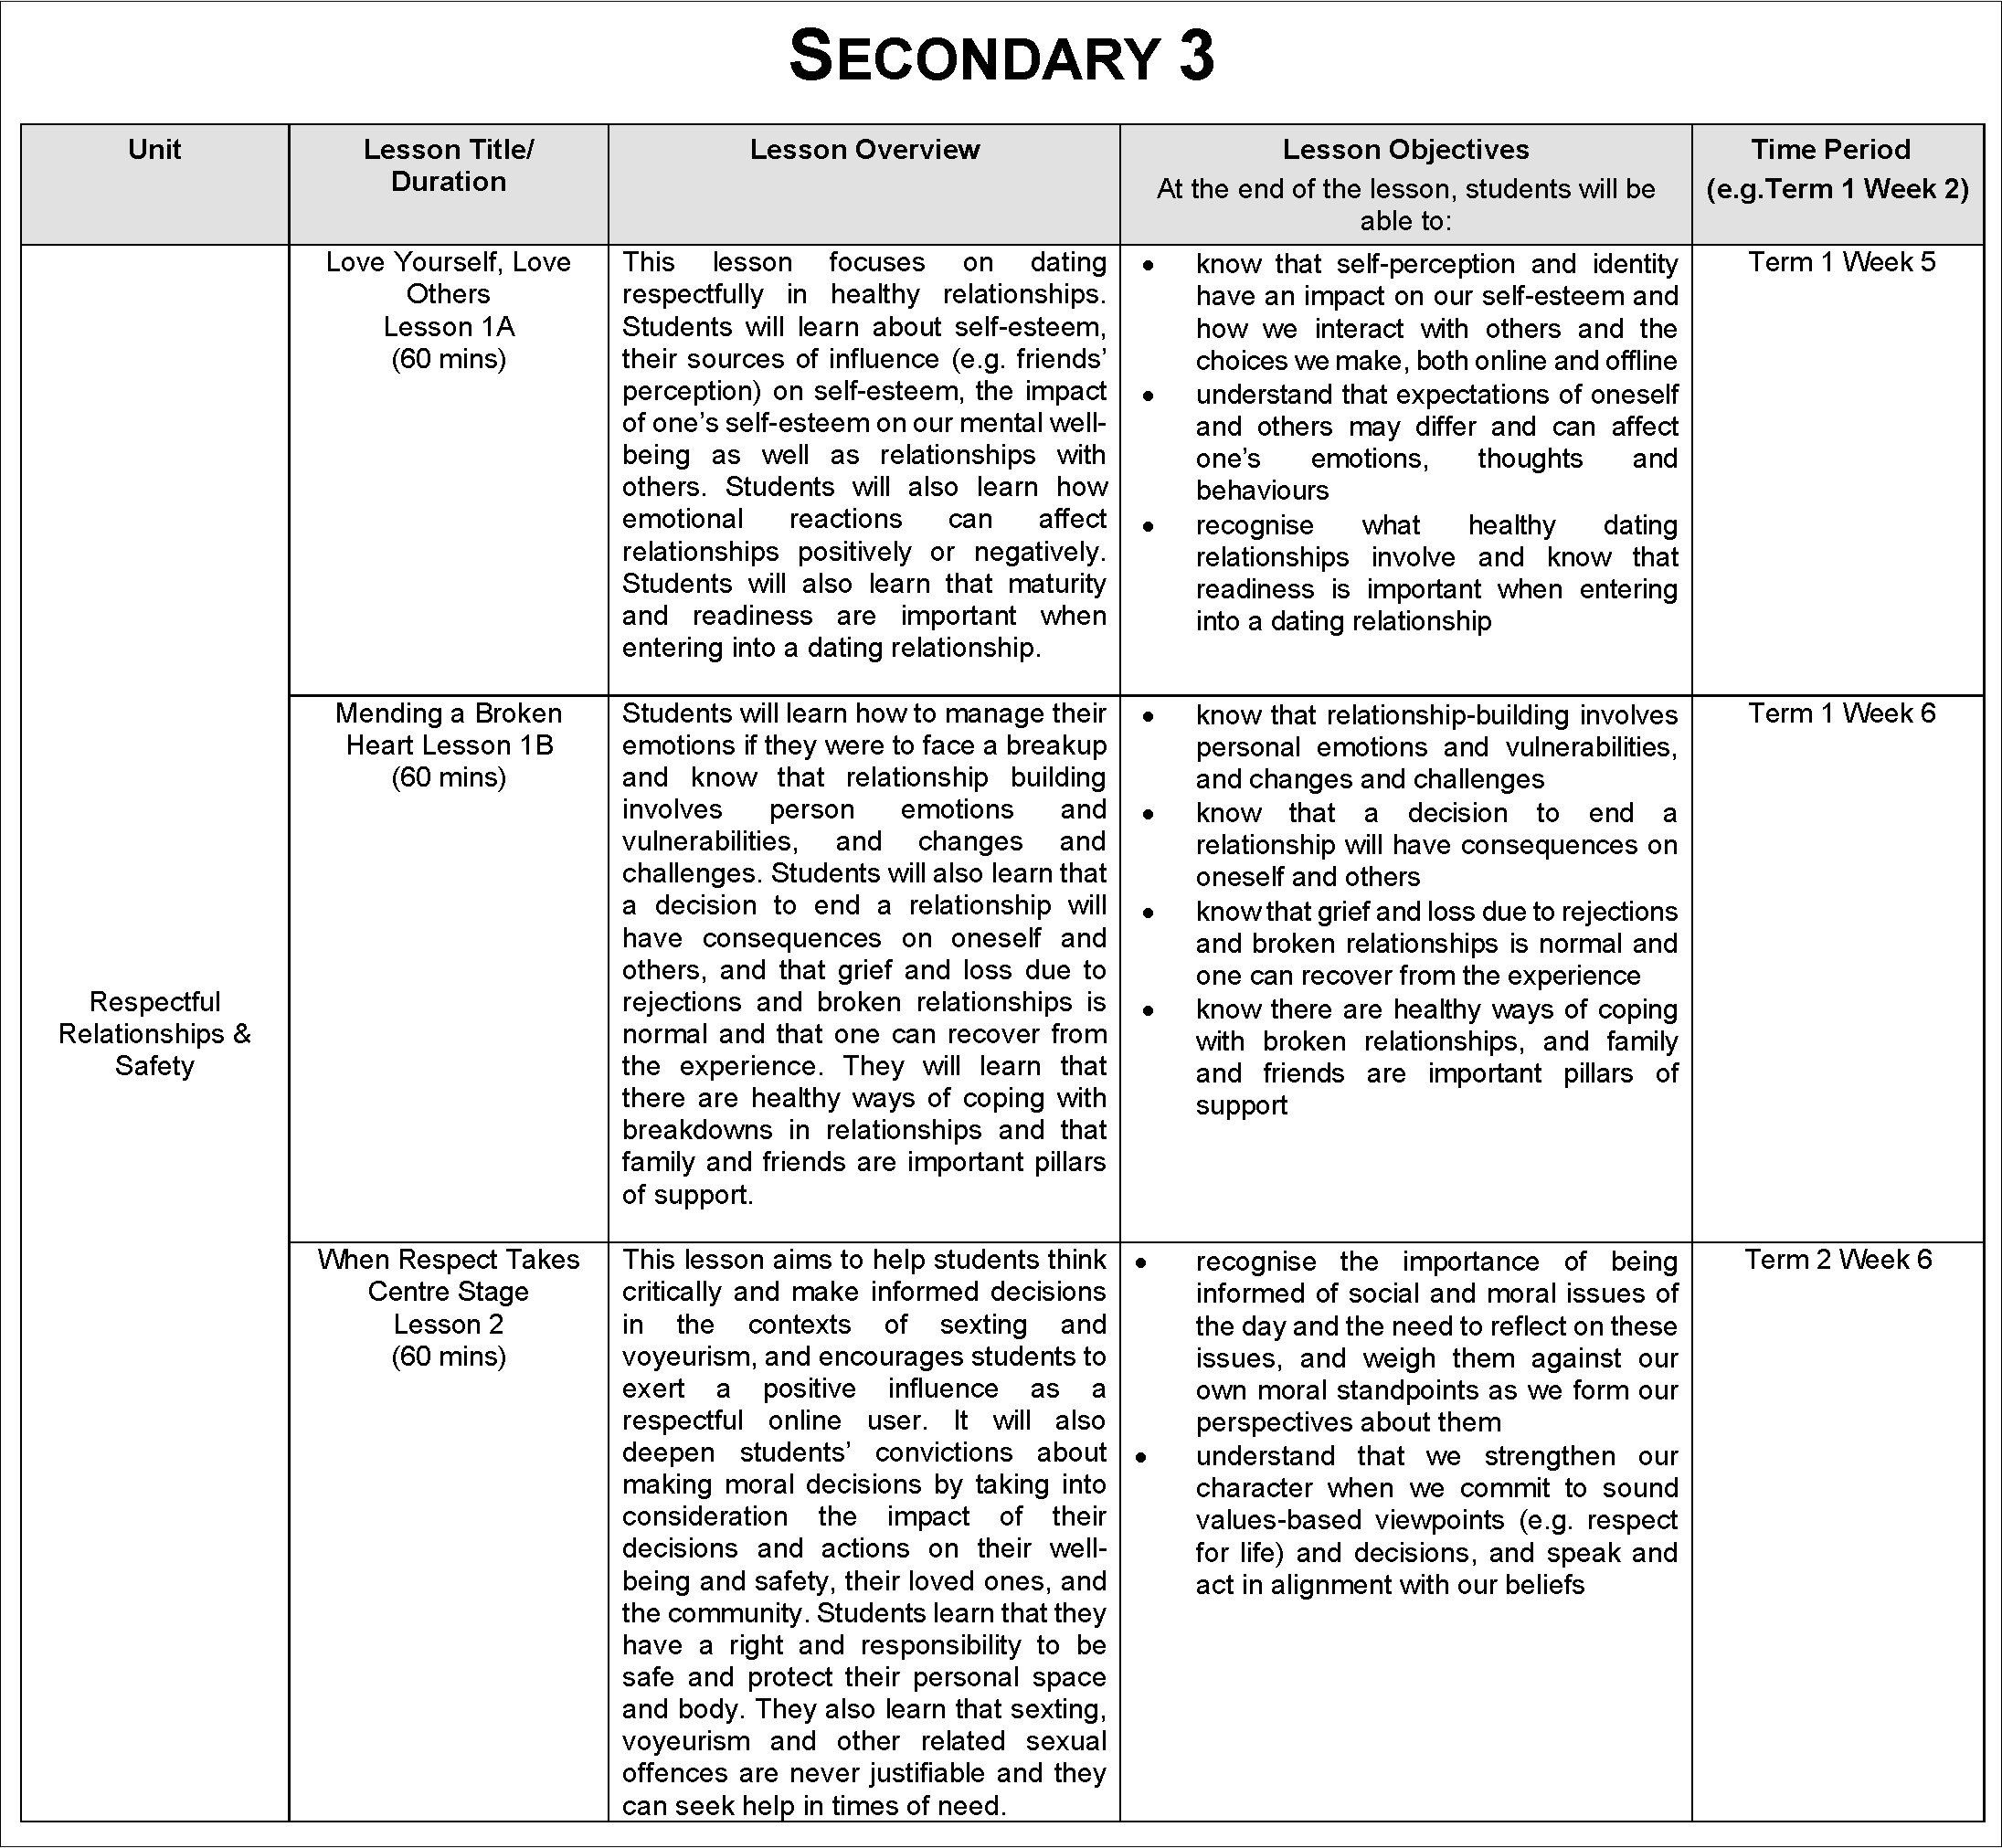 SECONDARY 3
Unit
Lesson Title/
Duration
Lesson Overview
Lesson Objectives
At the end of the lesson, students will be
able to:
Time Period
(e.g.Term 1 Week 2)
Respectful
Relationships &
Safety
Love Yourself, Love
Others
Lesson 1A
(60 mins)
This lesson focuses on dating
respectfully in healthy relationships.
Students will learn about self-esteem,
their sources of influence (e.g. friends’
perception) on self-esteem, the impact
of one’s self-esteem on our mental well-
being as well as relationships with
others. Students will also learn how
emotional reactions can affect
relationships positively or negatively.
Students will also learn that maturity
and readiness are important when
entering into a dating relationship.
• know that self-perception and identity
have an impact on our self-esteem and
how we interact with others and the
choices we make, both online and offline
• understand that expectations of oneself
and others may differ and can affect
one’s emotions, thoughts and
behaviours
• recognise what healthy dating
relationships involve and know that
readiness is important when entering
into a dating relationship
Term 1 Week 5
Mending a Broken
Heart Lesson 1B
(60 mins)
Students will learn how to manage their
emotions if they were to face a breakup
and know that relationship building
involves person emotions and
vulnerabilities, and changes and
challenges. Students will also learn that
a decision to end a relationship will
have consequences on oneself and
others, and that grief and loss due to
rejections and broken relationships is
normal and that one can recover from
the experience. They will learn that
there are healthy ways of coping with
breakdowns in relationships and that
family and friends are important pillars
of support.
• know that relationship-building involves
personal emotions and vulnerabilities,
and changes and challenges
• know that a decision to end a
relationship will have consequences on
oneself and others
• know that grief and loss due to rejections
and broken relationships is normal and
one can recover from the experience
• know there are healthy ways of coping
with broken relationships, and family
and friends are important pillars of
support
Term 1 Week 6
When Respect Takes
Centre Stage
Lesson 2
(60 mins)
This lesson aims to help students think
critically and make informed decisions
in the contexts of sexting and
voyeurism, and encourages students to
exert a positive influence as a
respectful online user. It will also
deepen students’ convictions about
making moral decisions by taking into
consideration the impact of their
decisions and actions on their well-
being and safety, their loved ones, and
the community. Students learn that they
have a right and responsibility to be
safe and protect their personal space
and body. They also learn that sexting,
voyeurism and other related sexual
offences are never justifiable and they
can seek help in times of need.
• recognise the importance of being
informed of social and moral issues of
the day and the need to reflect on these
issues, and weigh them against our
own moral standpoints as we form our
perspectives about them
• understand that we strengthen our
character when we commit to sound
values-based viewpoints (e.g. respect
for life) and decisions, and speak and
act in alignment with our beliefs
Term 2 Week 6